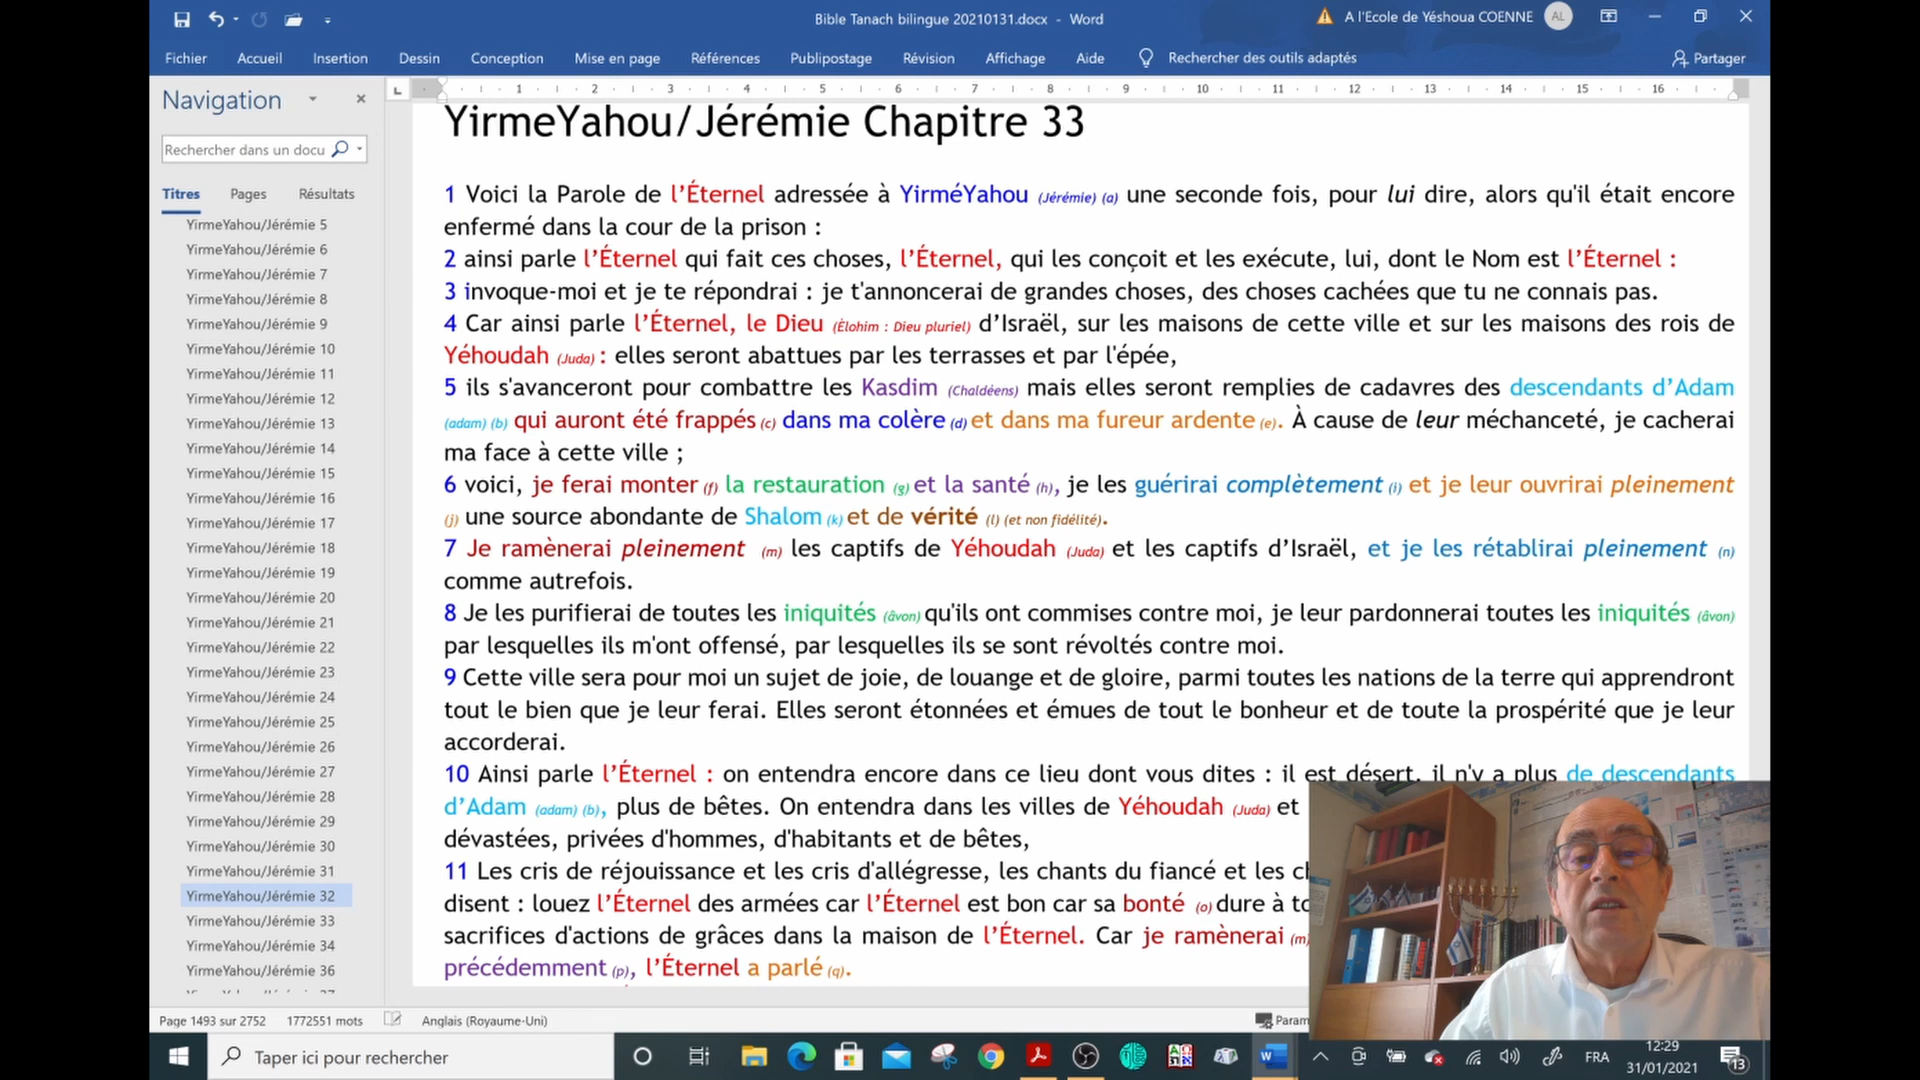 Bible Tanach bilingue 20210131.docx - Word
A l'Ecole de Yéshoua COENNE
AL
Fichier Accueil Insertion Dessin Conception Mise en page Références Publipostage Révision Affichage Aide Rechercher des outils adaptés Partager
Navigation
Rechercher dans un docu
Titres Pages Résultats
YirmeYahou/Jérémie 5
YirmeYahou/Jérémie 6
YirmeYahou/Jérémie 7
YirmeYahou/Jérémie 8
YirmeYahou/Jérémie 9
YirmeYahou/Jérémie 10
YirmeYahou/Jérémie 11
YirmeYahou/Jérémie 12
YirmeYahou/Jérémie 13
YirmeYahou/Jérémie 14
YirmeYahou/Jérémie 15
YirmeYahou/Jérémie 16
YirmeYahou/Jérémie 17
YirmeYahou/Jérémie 18
YirmeYahou/Jérémie 19
YirmeYahou/Jérémie 20
YirmeYahou/Jérémie 21
YirmeYahou/Jérémie 22
YirmeYahou/Jérémie 23
YirmeYahou/Jérémie 24
YirmeYahou/Jérémie 25
YirmeYahou/Jérémie 26
YirmeYahou/Jérémie 27
YirmeYahou/Jérémie 28
YirmeYahou/Jérémie 29
YirmeYahou/Jérémie 30
YirmeYahou/Jérémie 31
YirmeYahou/Jérémie 32
YirmeYahou/Jérémie 33
YirmeYahou/Jérémie 34
YirmeYahou/Jérémie 36
1 2 3 4 5 6 7 8 9 10 11 12 13 14 15 16
YirmeYahou/Jérémie Chapitre 33
1 Voici la Parole de l’Éternel adressée à YirméYahou (Jérémie) (a) une seconde fois, pour lui dire, alors qu'il était encore
enfermé dans la cour de la prison :
2 ainsi parle l’Éternel qui fait ces choses, l’Éternel, qui les conçoit et les exécute, lui, dont le Nom est l’Éternel :
3 invoque-moi et je te répondrai : je t'annoncerai de grandes choses, des choses cachées que tu ne connais pas.
4 Car ainsi parle l’Éternel, le Dieu (Èlohim : Dieu pluriel) d’Israël, sur les maisons de cette ville et sur les maisons des rois de
Yéhoudah (Juda) : elles seront abattues par les terrasses et par l'épée,
5 ils s'avanceront pour combattre les Kasdim (Chaldéens) mais elles seront remplies de cadavres des descendants d’Adam
(adam) (b) qui auront été frappés (c) dans ma colère (d) et dans ma fureur ardente (e). À cause de leur méchanceté, je cacherai
ma face à cette ville ;
6 voici, je ferai monter (f) la restauration (g) et la santé (h), je les guérirai complètement (i) et je leur ouvrirai pleinement
(j) une source abondante de Shalom (k) et de vérité (l) (et non fidélité).
7 Je ramènerai pleinement (m) les captifs de Yéhoudah (Juda) et les captifs d’Israël, et je les rétablirai pleinement (n)
comme autrefois.
8 Je les purifierai de toutes les iniquités (âvon) qu'ils ont commises contre moi, je leur pardonnerai toutes les iniquités (âvon)
par lesquelles ils m'ont offensé, par lesquelles ils se sont révoltés contre moi.
9 Cette ville sera pour moi un sujet de joie, de louange et de gloire, parmi toutes les nations de la terre qui apprendront
tout le bien que je leur ferai. Elles seront étonnées et émues de tout le bonheur et de toute la prospérité que je leur
accorderai.
10 Ainsi parle l’Éternel : on entendra encore dans ce lieu dont vous dites : il est désert, il n'y a plus de descendants
d’Adam (adam) (b), plus de bêtes. On entendra dans les villes de Yéhoudah (Juda) et
dévastées, privées d'hommes, d'habitants et de bêtes,
11 Les cris de réjouissance et les cris d'allégresse, les chants du fiancé et les
disent : louez l’Éternel des armées car l’Éternel est bon car sa bonté (o) dure à
sacrifices d'actions de grâces dans la maison de l’Éternel. Car je ramènerai (m)
précédemment (p), l’Éternel a parlé (q).
Page 1493 sur 2752 1772551 mots Anglais (Royaume-Uni) Param
Taper ici pour rechercher
FRA
12:29
31/01/2021
13